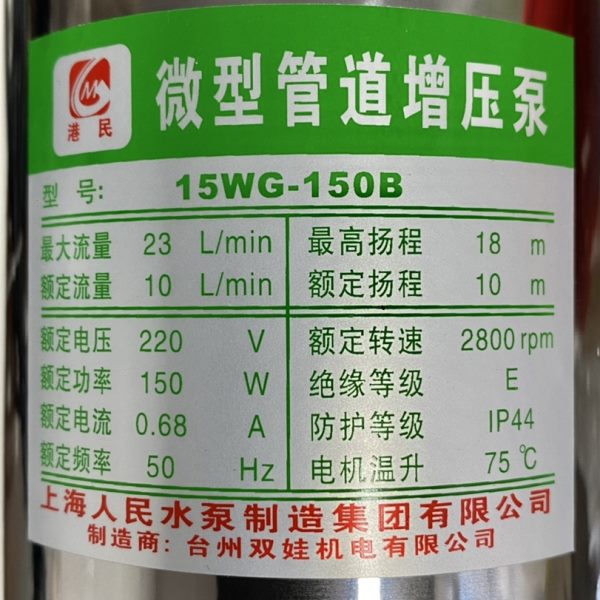 港民
微型管道增压泵
型号: 15WG-150B
最大流量 23 L/min 最高扬程 18 m
额定流量 10 L/min 额定扬程 10 m
额定电压 220 V 额定转速 2800 rpm
额定功率 150 W 绝缘等级 E
额定电流 0.68 A 防护等级 IP44
额定频率 50 Hz 电机温升 75 ℃
上海人民水泵制造集团有限公司
制造商: 台州双娃机电有限公司